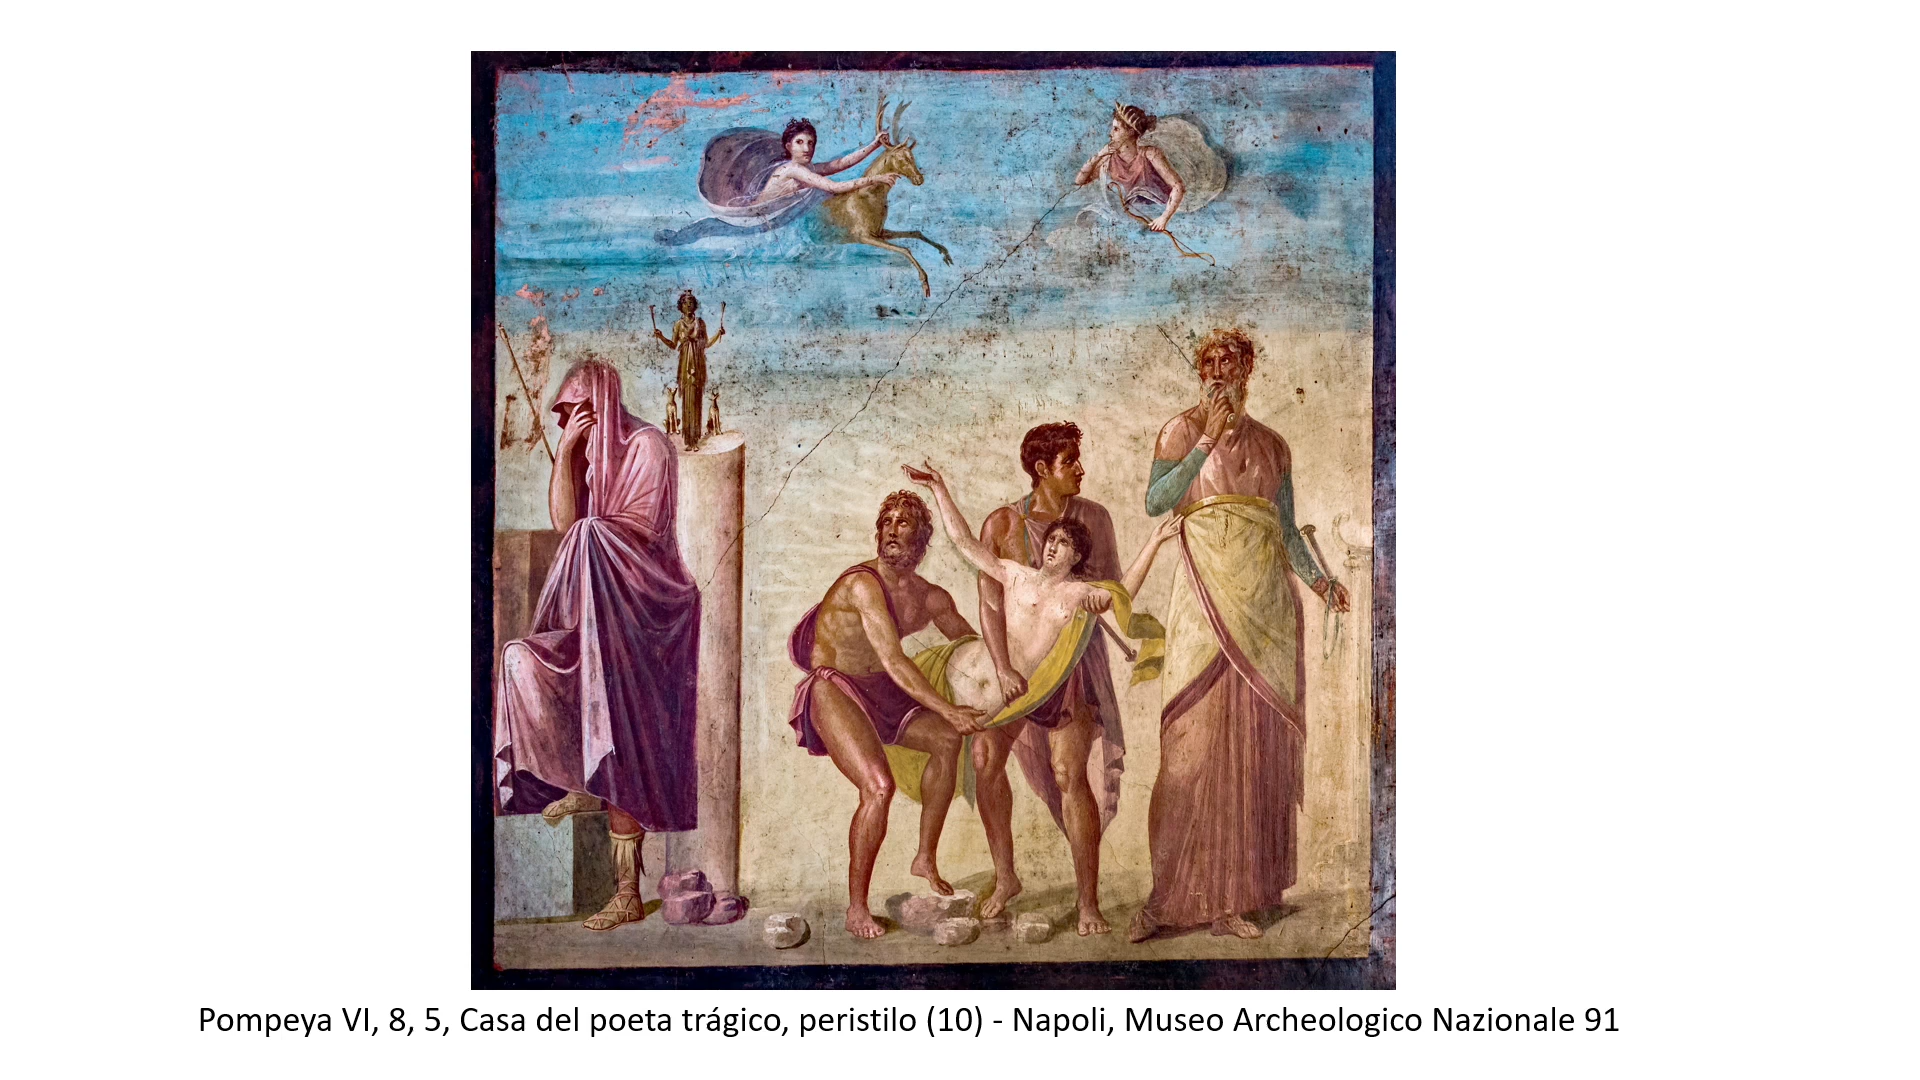 Pompeya VI, 8, 5, Casa del poeta trágico, peristilo (10) - Napoli, Museo Archeologico Nazionale 91